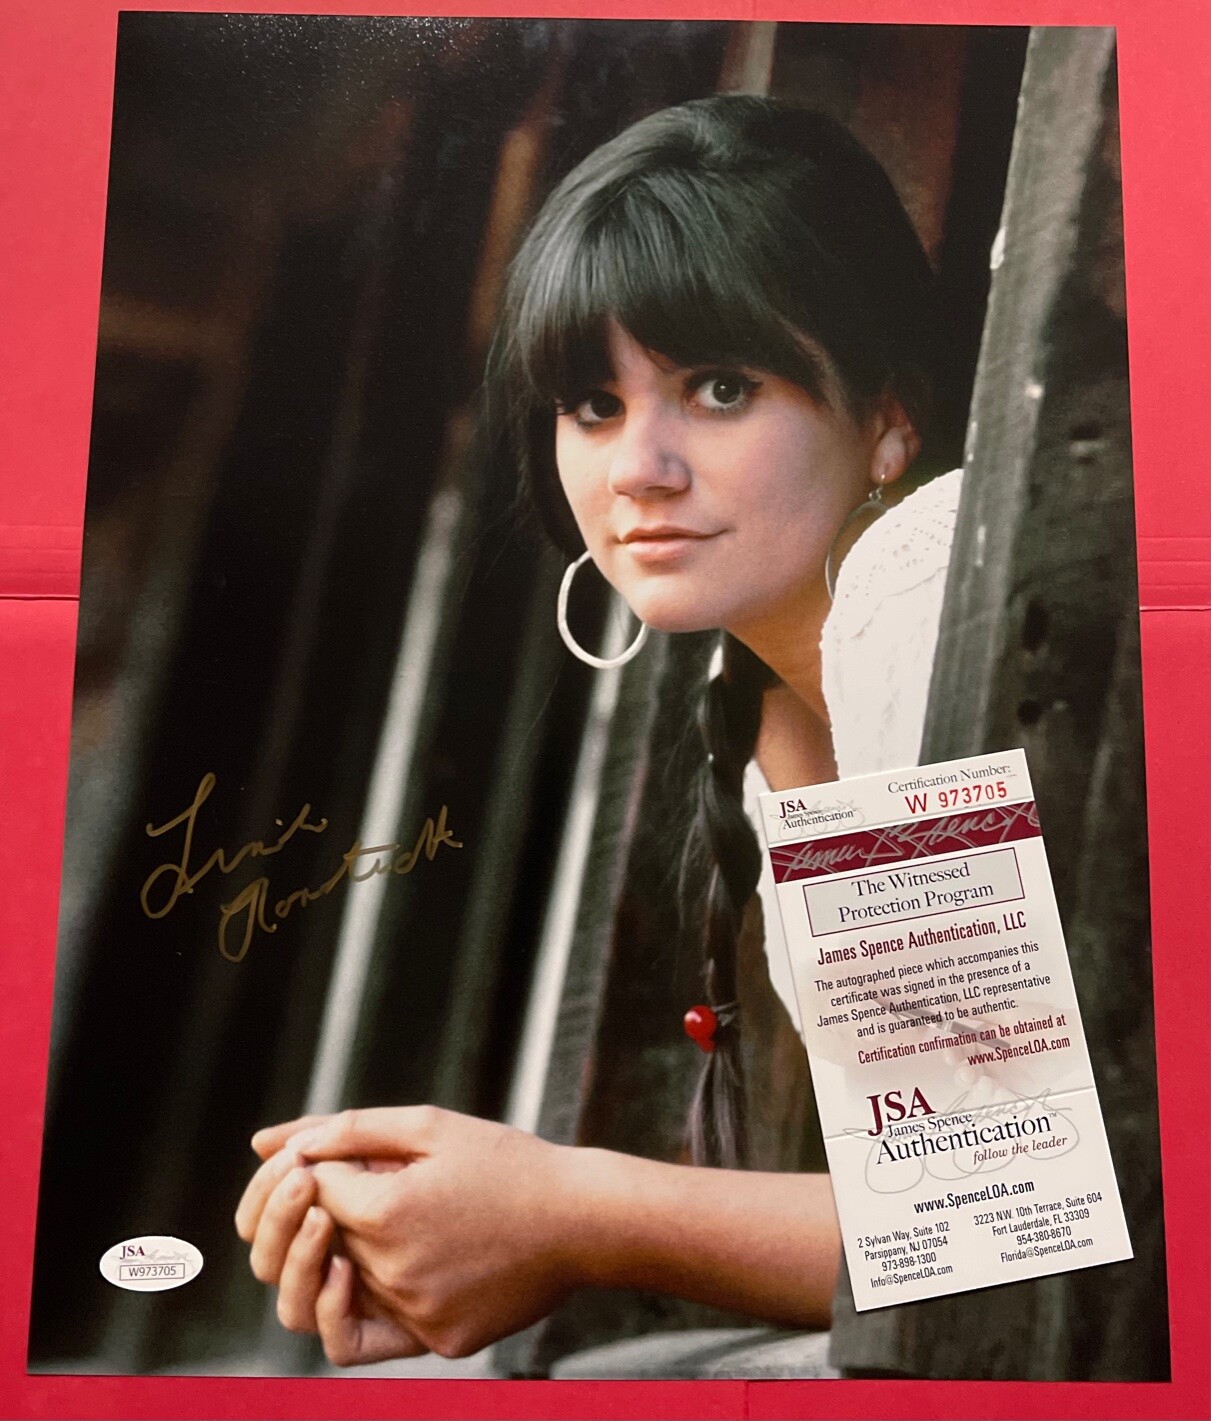 Linda
Ronstadt
JSA
W973705
Certification Number:
W 973705
JSA
James Spence
Authentication
James Spence
The Witnessed
Protection Program
James Spence Authentication, LLC
The autographed piece which accompanies this
certificate was signed in the presence of a
James Spence Authentication, LLC representative
and is guaranteed to be authentic.
Certification confirmation can be obtained at
www.SpenceLOA.com
JSA
James Spence
Authentication™
follow the leader
www.SpenceLOA.com
2 Sylvan Way, Suite 102
Parsippany, NJ 07054
973-898-1300
Info@SpenceLOA.com
3223 N.W. 10th Terrace, Suite 604
Fort Lauderdale, FL 33309
954-380-8670
Florida@SpenceLOA.com